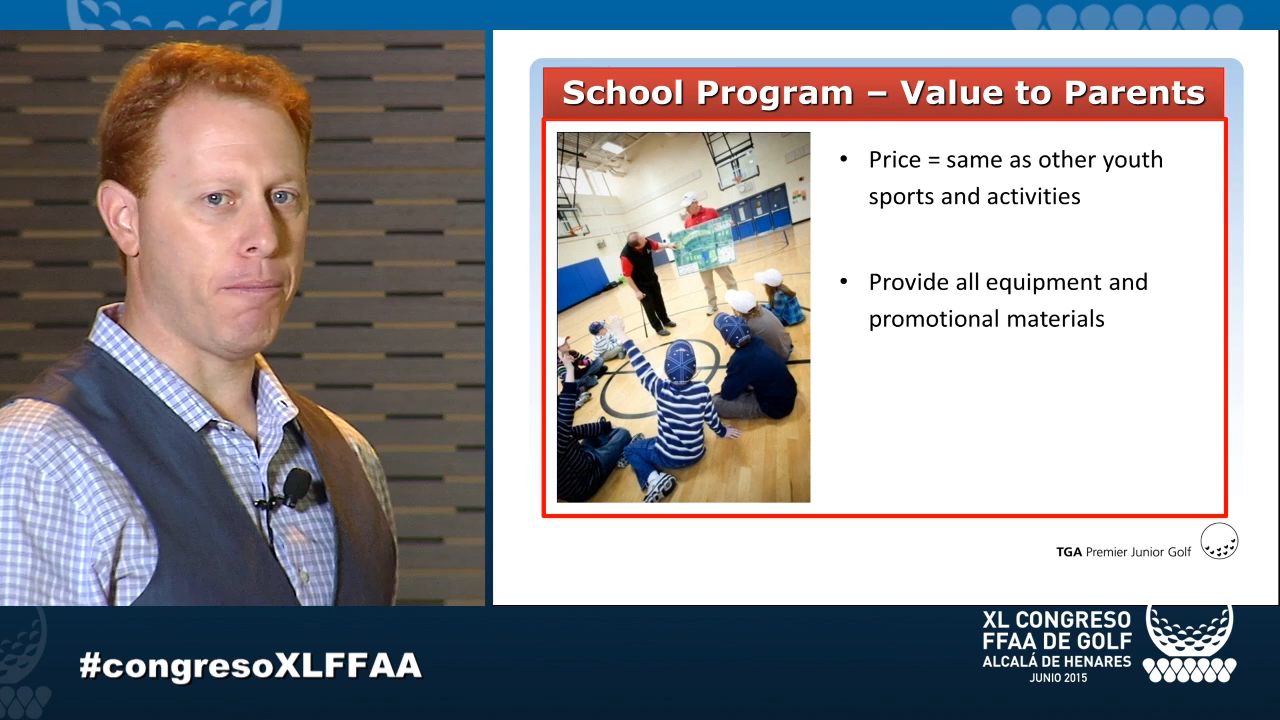 School Program – Value to Parents
• Price = same as other youth
sports and activities
• Provide all equipment and
promotional materials
TGA Premier Junior Golf
#congresoXLFFAA
XL CONGRESO
FFAA DE GOLF
ALCALÁ DE HENARES
JUNIO 2015